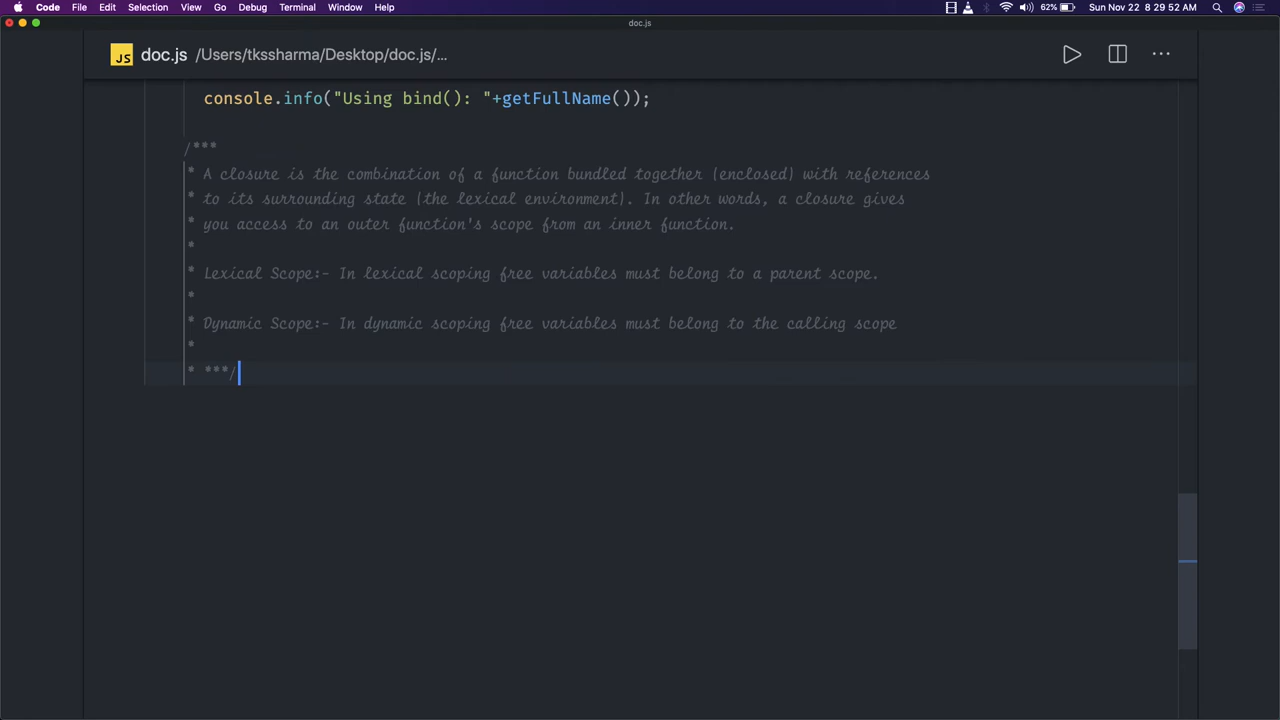 Code File Edit Selection View Go Debug Terminal Window Help 62% Sun Nov 22 8:29:52 AM
doc.js
JS doc.js /Users/tkssharma/Desktop/doc.js/...
console.info("Using bind(): "+getFullName());
/***
* A closure is the combination of a function bundled together (enclosed) with references
* to its surrounding state (the lexical environment). In other words, a closure gives
* you access to an outer function's scope from an inner function.
*
* Lexical Scope:- In lexical scoping free variables must belong to a parent scope.
*
* Dynamic Scope:- In dynamic scoping free variables must belong to the calling scope
*
* ***/